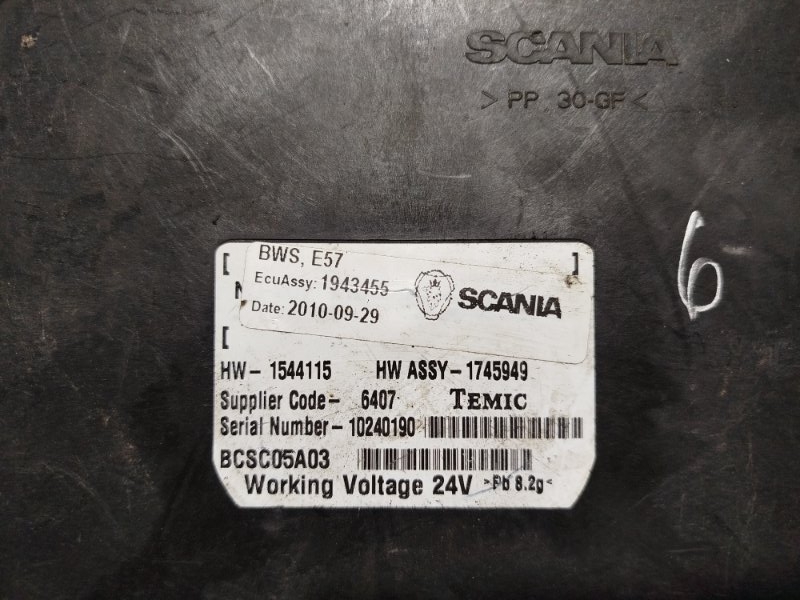 SCANIA
>PP 30-GF<
6
[ ]
BWS, E57
EcuAssy: 1943455
SCANIA
Date: 2010-09-29
[
HW- 1544115 HW ASSY-1745949
Supplier Code- 6407 TEMIC
Serial Number- 10240190
BCSC05A03
Working Voltage 24V >Pb 8.2g<